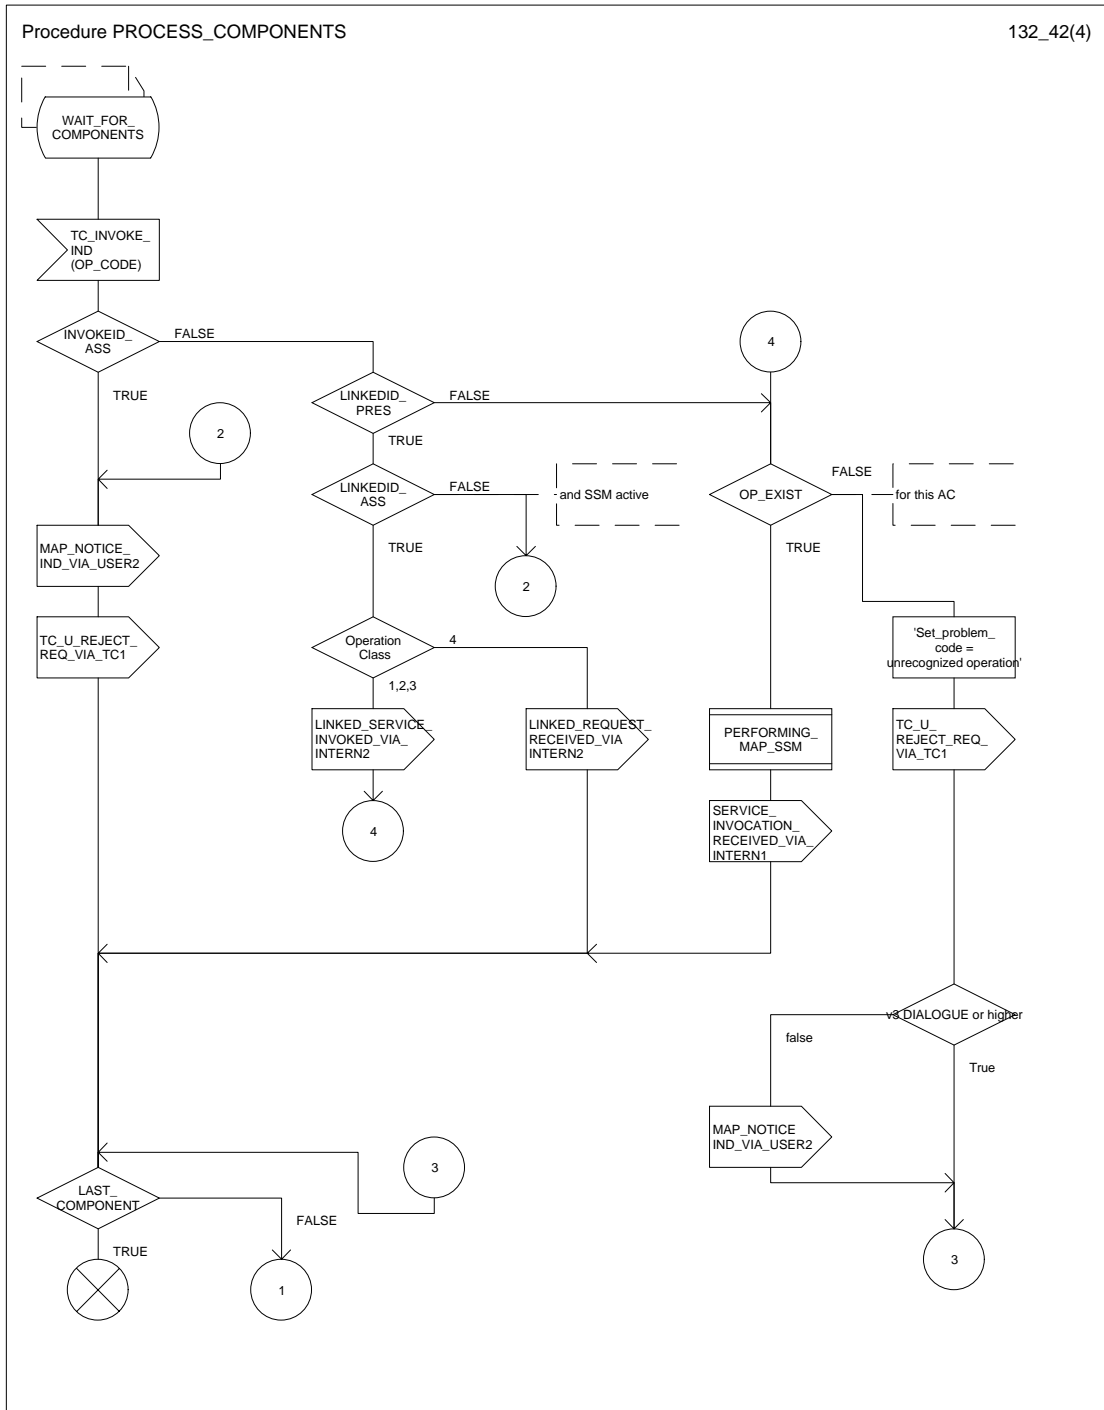 Procedure PROCESS_COMPONENTS
132_42(4)
WAIT_FOR_
COMPONENTS
TC_INVOKE_
IND
(OP_CODE)
INVOKEID_
ASS
FALSE
TRUE
4
LINKEDID_
PRES
FALSE
TRUE
2
LINKEDID_
ASS
FALSE
and SSM active
TRUE
OP_EXIST
FALSE
for this AC
TRUE
MAP_NOTICE_
IND_VIA_USER2
2
TC_U_REJECT_
REQ_VIA_TC1
Operation
Class
4
1,2,3
'Set_problem_
code =
unrecognized operation'
LINKED_SERVICE_
INVOKED_VIA_
INTERN2
LINKED_REQUEST_
RECEIVED_VIA
INTERN2
PERFORMING_
MAP_SSM
TC_U_
REJECT_REQ_
VIA_TC1
4
SERVICE_
INVOCATION_
RECEIVED_VIA_
INTERN1
v3 DIALOGUE or higher
false
True
MAP_NOTICE
IND_VIA_USER2
3
LAST_
COMPONENT
FALSE
TRUE
1
3